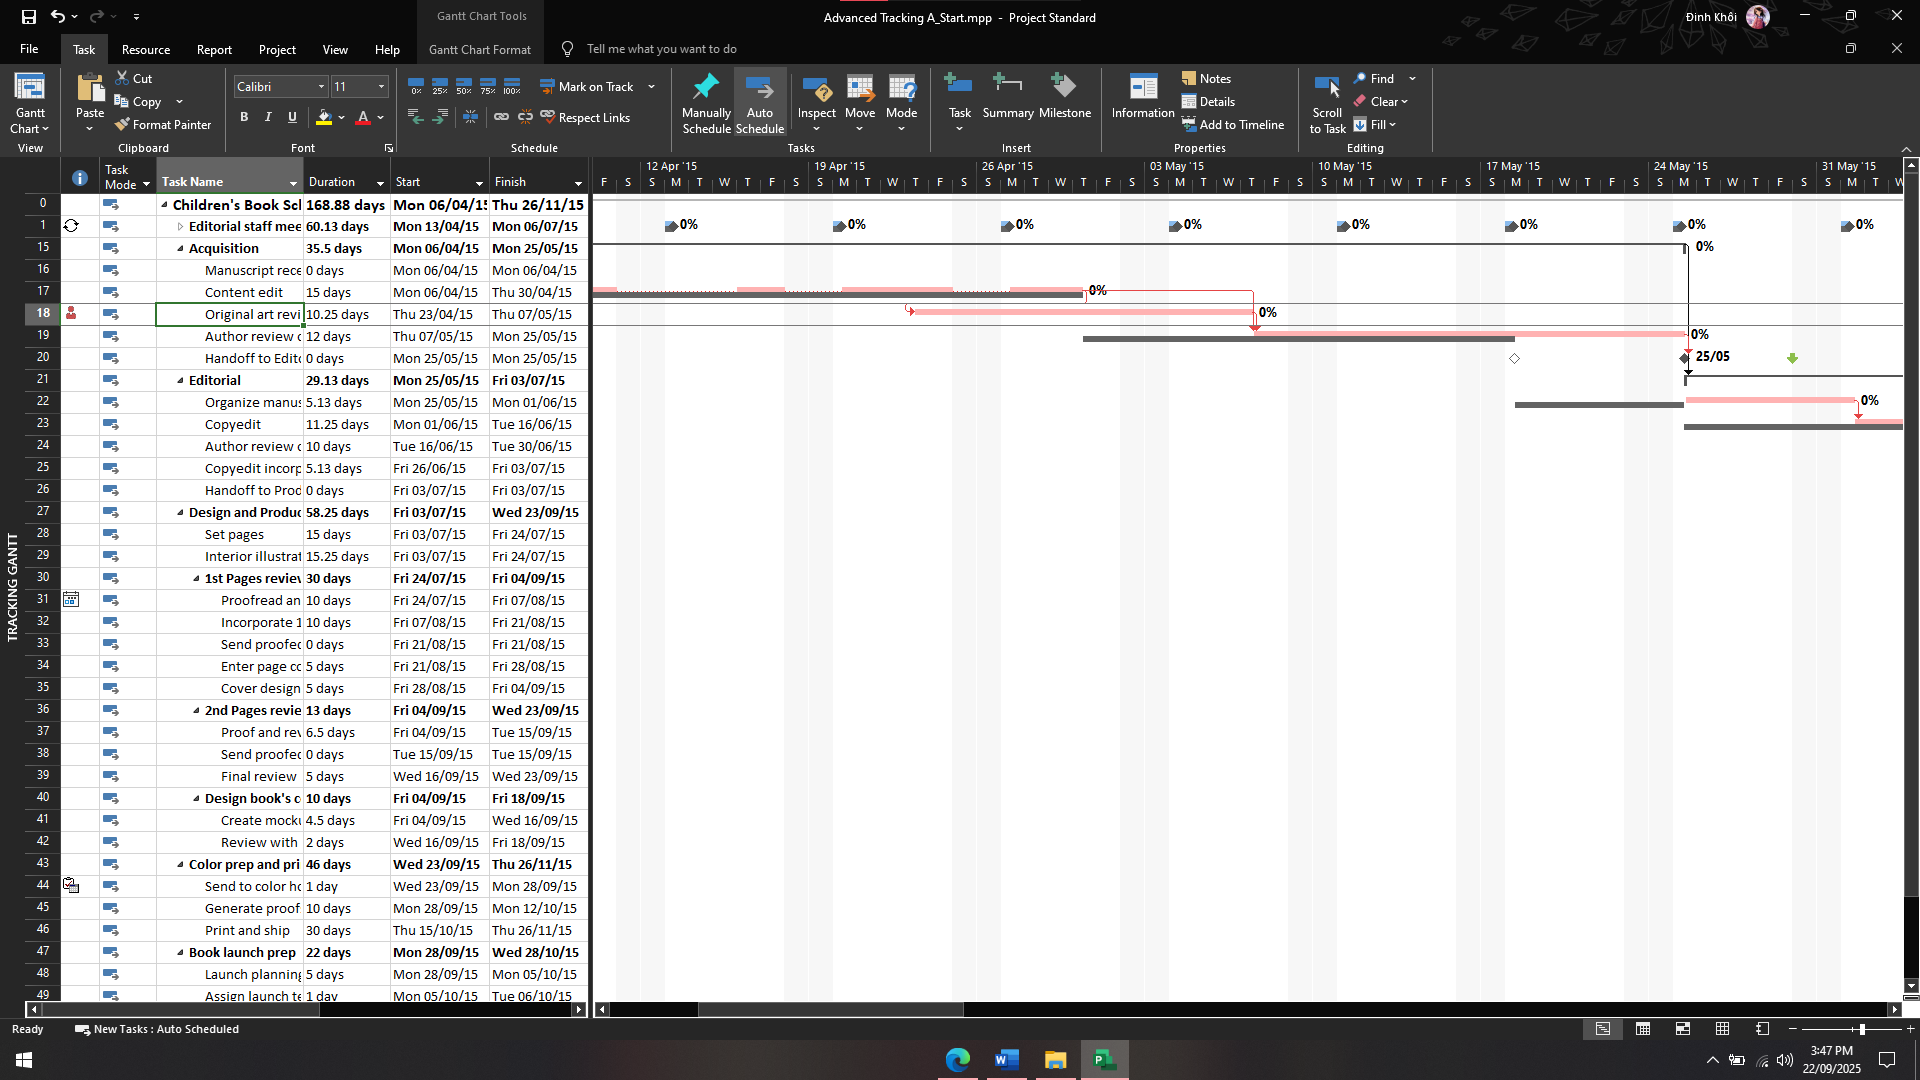 Gantt Chart Tools
Advanced Tracking A_Start.mpp - Project Standard
Đinh Khôi
File Task Resource Report Project View Help Gantt Chart Format Tell me what you want to do
Gantt Chart
View
Paste
Cut
Copy
Format Painter
Clipboard
Calibri 11
B I U A
Font
0% 25% 50% 75% 100%
Mark on Track
Respect Links
Schedule
Manually Schedule
Auto Schedule
Inspect
Move
Mode
Tasks
Task
Summary
Milestone
Insert
Information
Notes
Details
Add to Timeline
Properties
Scroll to Task
Find
Clear
Fill
Editing
Task Mode Task Name Duration Start Finish
12 Apr '15 19 Apr '15 26 Apr '15 03 May '15 10 May '15 17 May '15 24 May '15 31 May '15
F S S M T W T F S S M T W T F S S M T W T F S S M T W T F S S M T W T F S S M T W T F S S M T W T F S S M T W
0 Children's Book Scl 168.88 days Mon 06/04/15 Thu 26/11/15
1 Editorial staff mee 60.13 days Mon 13/04/15 Mon 06/07/15 0% 0% 0% 0% 0% 0% 0% 0%
15 Acquisition 35.5 days Mon 06/04/15 Mon 25/05/15 0%
16 Manuscript rece 0 days Mon 06/04/15 Mon 06/04/15
17 Content edit 15 days Mon 06/04/15 Thu 30/04/15 0%
18 Original art revi 10.25 days Thu 23/04/15 Thu 07/05/15 0%
19 Author review c 12 days Thu 07/05/15 Mon 25/05/15 0%
20 Handoff to Edito 0 days Mon 25/05/15 Mon 25/05/15 25/05
21 Editorial 29.13 days Mon 25/05/15 Fri 03/07/15
22 Organize manus 5.13 days Mon 25/05/15 Mon 01/06/15 0%
23 Copyedit 11.25 days Mon 01/06/15 Tue 16/06/15
24 Author review c 10 days Tue 16/06/15 Tue 30/06/15
25 Copyedit incorp 5.13 days Fri 26/06/15 Fri 03/07/15
26 Handoff to Prod 0 days Fri 03/07/15 Fri 03/07/15
27 Design and Produc 58.25 days Fri 03/07/15 Wed 23/09/15
28 Set pages 15 days Fri 03/07/15 Fri 24/07/15
29 Interior illustrat 15.25 days Fri 03/07/15 Fri 24/07/15
30 1st Pages review 30 days Fri 24/07/15 Fri 04/09/15
31 Proofread an 10 days Fri 24/07/15 Fri 07/08/15
32 Incorporate 1 10 days Fri 07/08/15 Fri 21/08/15
33 Send proofec 0 days Fri 21/08/15 Fri 21/08/15
34 Enter page cc 5 days Fri 21/08/15 Fri 28/08/15
35 Cover design 5 days Fri 28/08/15 Fri 04/09/15
36 2nd Pages revie 13 days Fri 04/09/15 Wed 23/09/15
37 Proof and rev 6.5 days Fri 04/09/15 Tue 15/09/15
38 Send proofec 0 days Tue 15/09/15 Tue 15/09/15
39 Final review 5 days Wed 16/09/15 Wed 23/09/15
40 Design book's c 10 days Fri 04/09/15 Fri 18/09/15
41 Create mocku 4.5 days Fri 04/09/15 Wed 16/09/15
42 Review with 2 days Wed 16/09/15 Fri 18/09/15
43 Color prep and pri 46 days Wed 23/09/15 Thu 26/11/15
44 Send to color ho 1 day Wed 23/09/15 Mon 28/09/15
45 Generate proof 10 days Mon 28/09/15 Mon 12/10/15
46 Print and ship 30 days Thu 15/10/15 Thu 26/11/15
47 Book launch prep 22 days Mon 28/09/15 Wed 28/10/15
48 Launch planning 5 days Mon 28/09/15 Mon 05/10/15
49 Assign launch te 1 day Mon 05/10/15 Tue 06/10/15
TRACKING GANTT
Ready New Tasks : Auto Scheduled
3:47 PM
22/09/2025